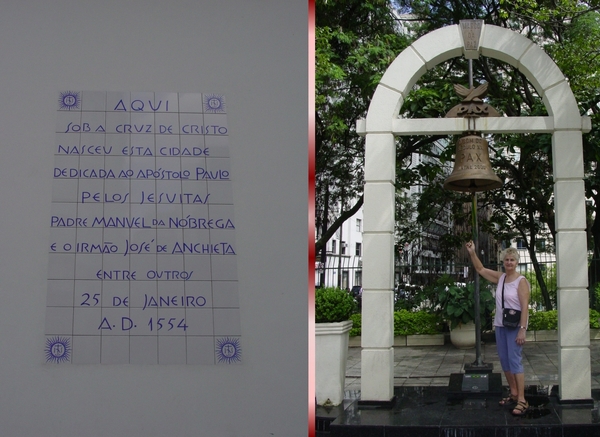 AQUI
SOB A CRUZ DE CRISTO
NASCEU ESTA CIDADE
DEDICADA AO APÓSTOLO PAULO
PELOS JESUITAS
PADRE MANUEL DA NÓBREGA
E O IRMÃO JOSÉ DE ANCHIETA
ENTRE OUTROS
25 DE JANEIRO
A.D. 1554
PAX